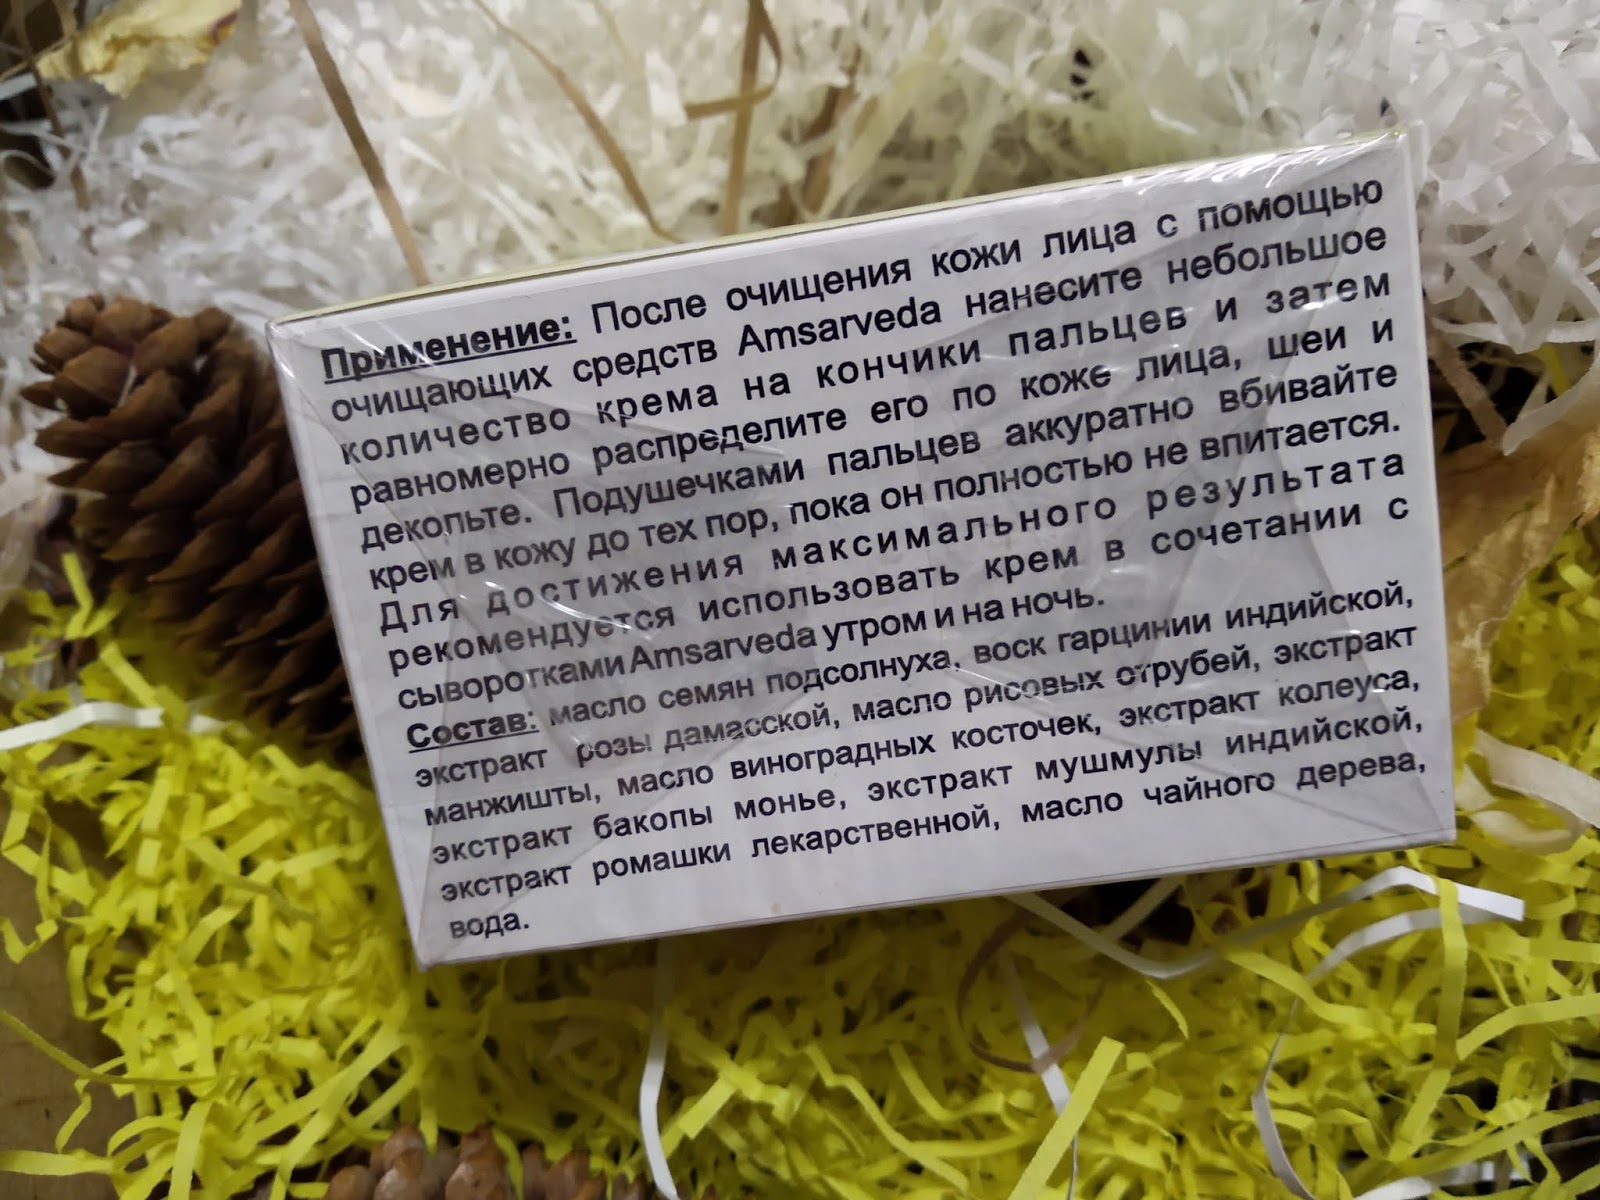 Применение: После очищения кожи лица с помощью
очищающих средств Amsarveda нанесите небольшое
количество крема на кончики пальцев и затем
равномерно распределите его по коже лица, шеи и
декольте. Подушечками пальцев аккуратно вбивайте
крем в кожу до тех пор, пока он полностью не впитается.
Для достижения максимального результата
рекомендуется использовать крем в сочетании с
сыворотками Amsarveda утром и на ночь.
Состав: масло семян подсолнуха, воск гарцинии индийской,
экстракт розы дамасской, масло рисовых отрубей, экстракт
манжишты, масло виноградных косточек, экстракт колеуса,
экстракт бакопы монье, экстракт мушмулы индийской,
экстракт ромашки лекарственной, масло чайного дерева,
вода.